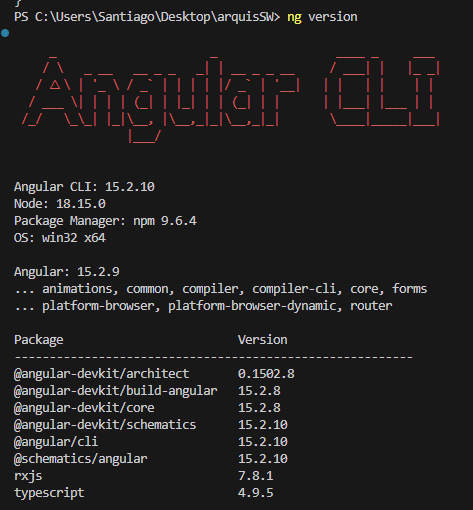 }
PS C:\Users\Santiago\Desktop\arquisSW> ng version
Angular CLI
Angular CLI: 15.2.10
Node: 18.15.0
Package Manager: npm 9.6.4
OS: win32 x64
Angular: 15.2.9
... animations, common, compiler, compiler-cli, core, forms
... platform-browser, platform-browser-dynamic, router
Package Version
------------------------------------------------------
@angular-devkit/architect 0.1502.8
@angular-devkit/build-angular 15.2.8
@angular-devkit/core 15.2.8
@angular-devkit/schematics 15.2.10
@angular/cli 15.2.10
@schematics/angular 15.2.10
rxjs 7.8.1
typescript 4.9.5